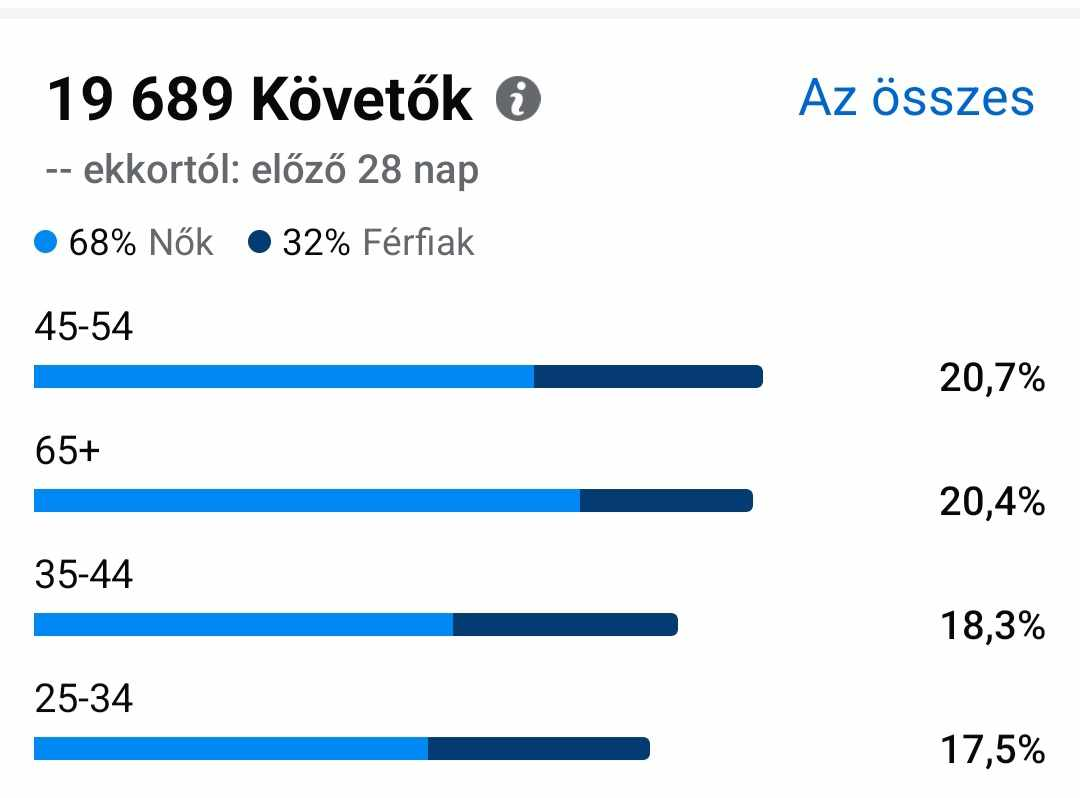 19 689 Követők
Az összes
-- ekkortól: előző 28 nap
68% Nők 32% Férfiak
45-54
20,7%
65+
20,4%
35-44
18,3%
25-34
17,5%